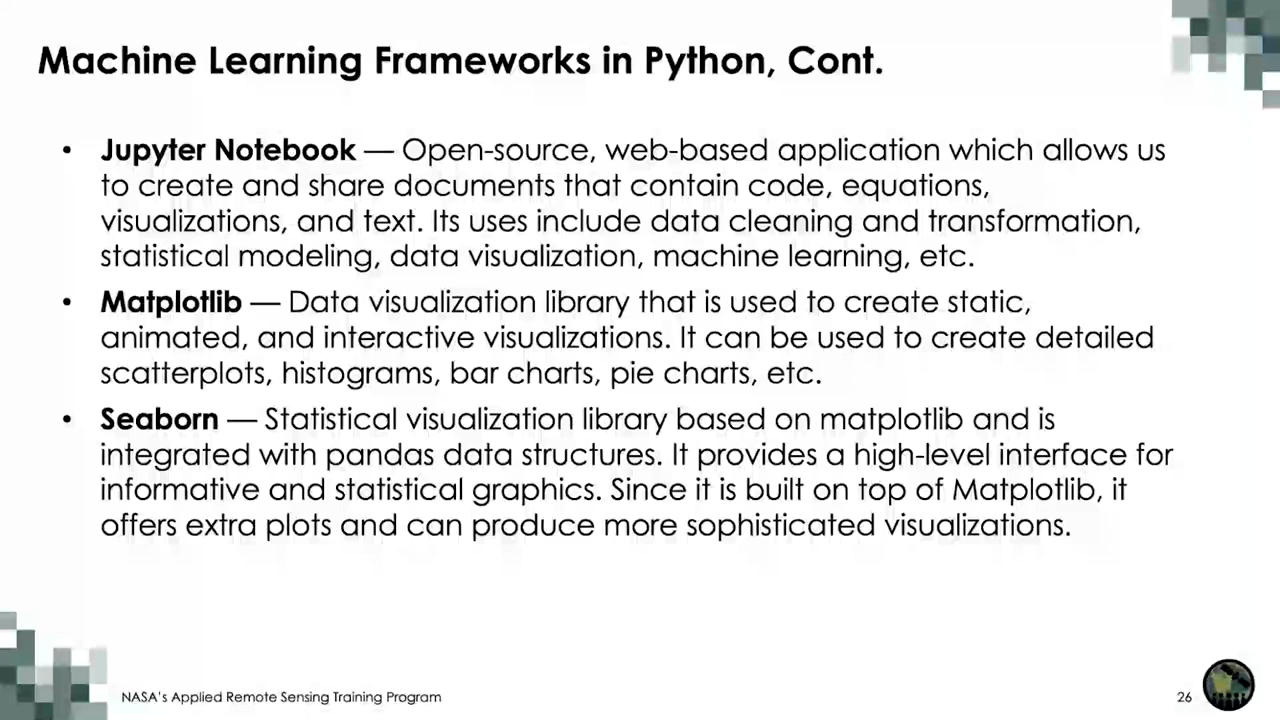 Machine Learning Frameworks in Python, Cont.
• Jupyter Notebook — Open-source, web-based application which allows us
to create and share documents that contain code, equations,
visualizations, and text. Its uses include data cleaning and transformation,
statistical modeling, data visualization, machine learning, etc.
• Matplotlib — Data visualization library that is used to create static,
animated, and interactive visualizations. It can be used to create detailed
scatterplots, histograms, bar charts, pie charts, etc.
• Seaborn — Statistical visualization library based on matplotlib and is
integrated with pandas data structures. It provides a high-level interface for
informative and statistical graphics. Since it is built on top of Matplotlib, it
offers extra plots and can produce more sophisticated visualizations.
NASA's Applied Remote Sensing Training Program
26